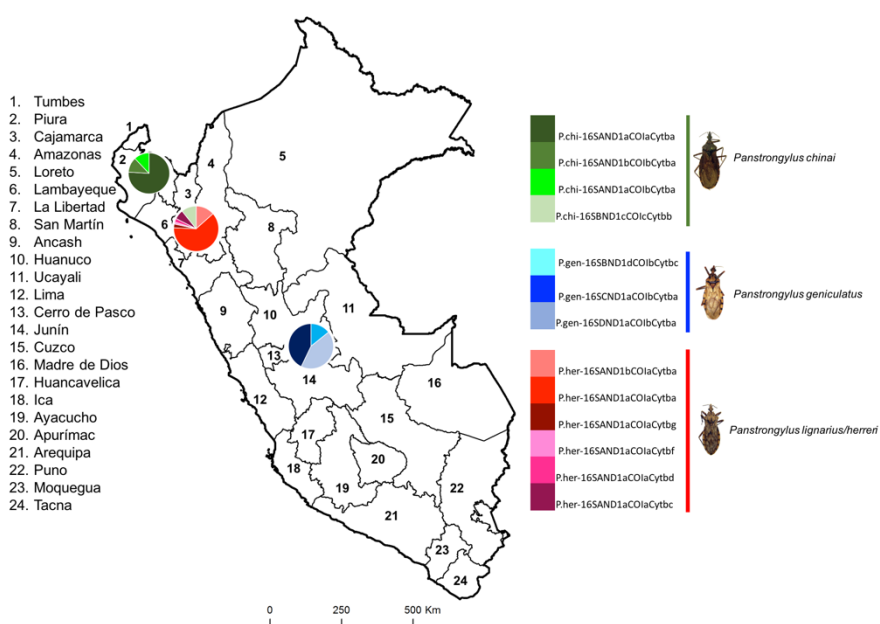 1. Tumbes
2. Piura
3. Cajamarca
4. Amazonas
5. Loreto
6. Lambayeque
7. La Libertad
8. San Martín
9. Ancash
10. Huanuco
11. Ucayali
12. Lima
13. Cerro de Pasco
14. Junín
15. Cuzco
16. Madre de Dios
17. Huancavelica
18. Ica
19. Ayacucho
20. Apurímac
21. Arequipa
22. Puno
23. Moquegua
24. Tacna
1
2
3
4
5
6
7
8
9
10
11
12
13
14
15
16
17
18
19
20
21
22
23
24
0 250 500 Km
P.chi-16SAND1aCOIaCytba
P.chi-16SAND1bCOIbCytba
P.chi-16SAND1aCOIbCytba
P.chi-16SBND1cCOIcCytbb
Panstrongylus chinai
P.gen-16SBND1dCOIbCytbc
P.gen-16SCND1aCOIbCytba
P.gen-16SDND1aCOIbCytba
Panstrongylus geniculatus
P.her-16SAND1bCOIaCytba
P.her-16SAND1aCOIaCytba
P.her-16SAND1aCOIaCytbg
P.her-16SAND1aCOIaCytbf
P.her-16SAND1aCOIaCytbd
P.her-16SAND1aCOIaCytbc
Panstrongylus lignarius/herreri